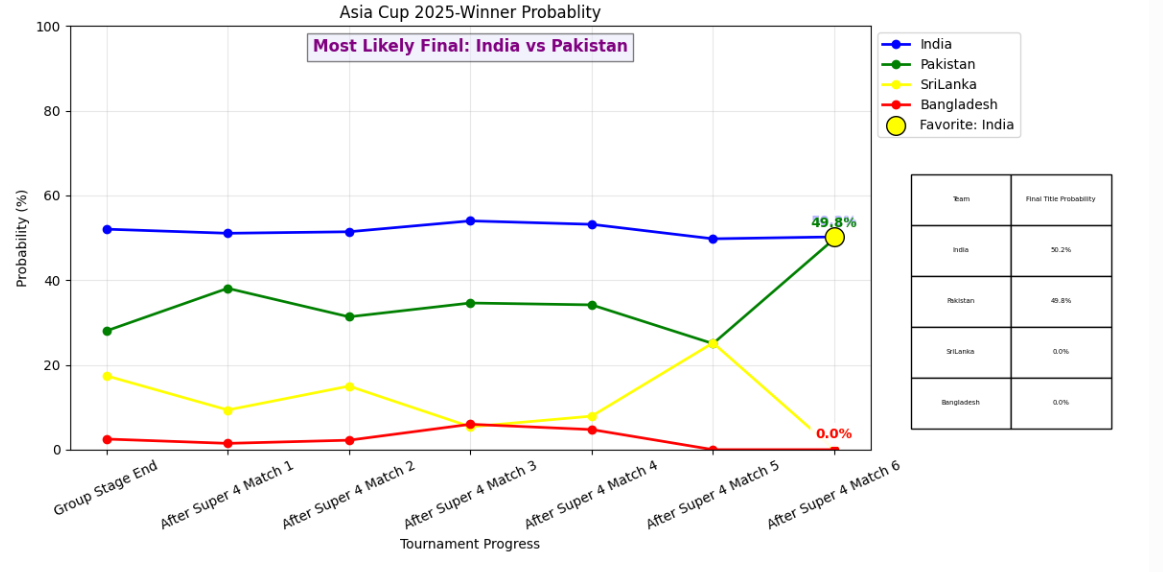 Asia Cup 2025-Winner Probablity
Most Likely Final: India vs Pakistan
100
80
60
40
20
0
Probability (%)
49.8%
0.0%
Group Stage End
After Super 4 Match 1
After Super 4 Match 2
After Super 4 Match 3
After Super 4 Match 4
After Super 4 Match 5
After Super 4 Match 6
Tournament Progress
India
Pakistan
SriLanka
Bangladesh
Favorite: India
Team Final Title Probability
India 50.2%
Pakistan 49.8%
SriLanka 0.0%
Bangladesh 0.0%